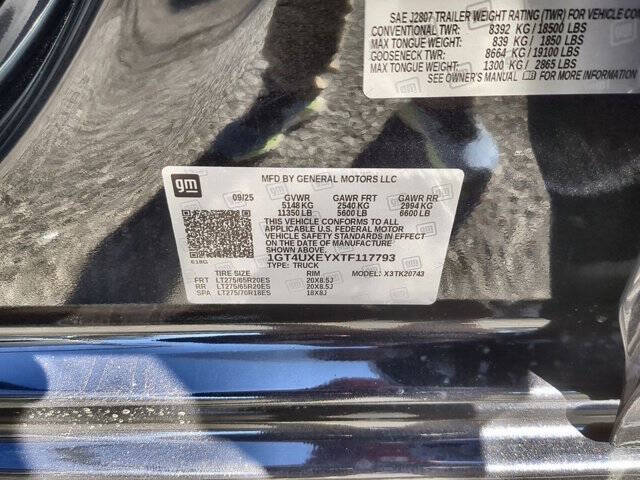 SAE J2807 TRAILER WEIGHT RATING (TWR) FOR VEHICLE
CONVENTIONAL TWR: 8392 KG/18500 LBS
MAX TONGUE WEIGHT: 839 KG/ 1850 LBS
GOOSENECK TWR: 8664 KG/19100 LBS
MAX TONGUE WEIGHT: 1300 KG/ 2865 LBS
SEE OWNER'S MANUAL FOR MORE INFORMATION
gm
MFD BY GENERAL MOTORS LLC
09/25 GVWR GAWR FRT GAWR RR
5148 KG 2540 KG 2994 KG
11350 LB 5600 LB 6600 LB
THIS VEHICLE CONFORMS TO ALL
APPLICABLE U.S. FEDERAL MOTOR
VEHICLE SAFETY STANDARDS IN
EFFECT ON THE DATE OF MANUFACTURE
SHOWN ABOVE.
1GT4UXEYXTF117793
TYPE: TRUCK
618G
TIRE SIZE RIM MODEL: X3TK20743
FRT LT275/65R20ES 20X8.5J
RR LT275/65R20ES 20X8.5J
SPA LT275/70R18ES 18X8J